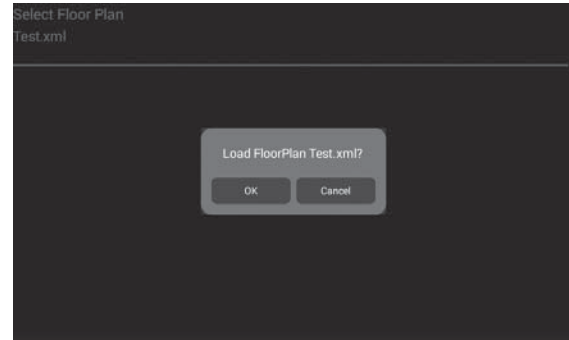 Select Floor Plan
Test.xml
Load FloorPlan Test.xml?
OK
Cancel